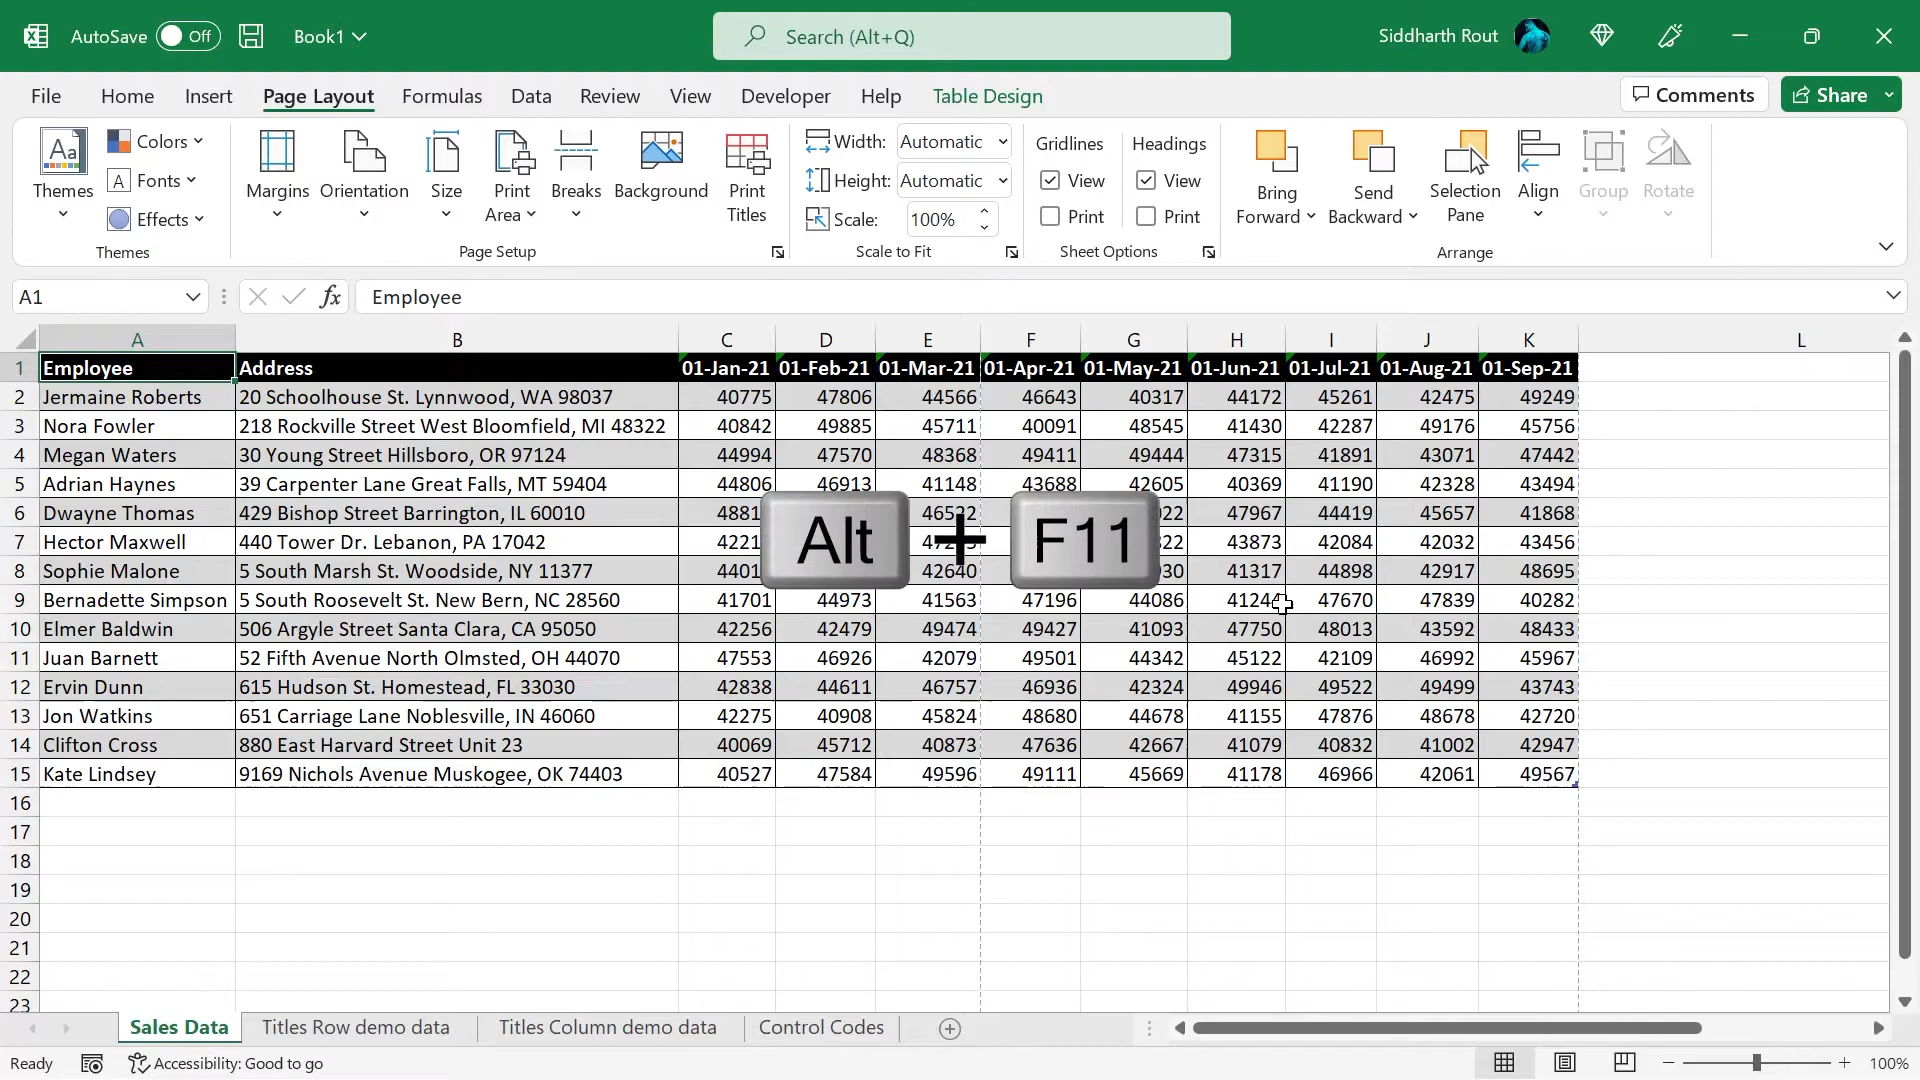 AutoSave Off Book1 Search (Alt+Q) Siddharth Rout
File Home Insert Page Layout Formulas Data Review View Developer Help Table Design Comments Share
Aa Themes
Colors
A Fonts
Effects
Themes
Margins Orientation Size Print Area Breaks Background Print Titles
Page Setup
Width: Automatic
Height: Automatic
Scale: 100%
Scale to Fit
Gridlines Headings
View View
Print Print
Sheet Options
Bring Forward Send Backward Selection Pane Align Group Rotate
Arrange
A1 fx Employee
A B C D E F G H I J K L
1 Employee Address 01-Jan-21 01-Feb-21 01-Mar-21 01-Apr-21 01-May-21 01-Jun-21 01-Jul-21 01-Aug-21 01-Sep-21
2 Jermaine Roberts 20 Schoolhouse St. Lynnwood, WA 98037 40775 47806 44566 46643 40317 44172 45261 42475 49249
3 Nora Fowler 218 Rockville Street West Bloomfield, MI 48322 40842 49885 45711 40091 48545 41430 42287 49176 45756
4 Megan Waters 30 Young Street Hillsboro, OR 97124 44994 47570 48368 49411 49444 47315 41891 43071 47442
5 Adrian Haynes 39 Carpenter Lane Great Falls, MT 59404 44806 46913 41148 43688 42605 40369 41190 42328 43494
6 Dwayne Thomas 429 Bishop Street Barrington, IL 60010 47967 44419 45657 41868
7 Hector Maxwell 440 Tower Dr. Lebanon, PA 17042 43873 42084 42032 43456
8 Sophie Malone 5 South Marsh St. Woodside, NY 11377 42640 41317 44898 42917 48695
Alt + F11
9 Bernadette Simpson 5 South Roosevelt St. New Bern, NC 28560 41701 44973 41563 47196 44086 47670 47839 40282
10 Elmer Baldwin 506 Argyle Street Santa Clara, CA 95050 42256 42479 49474 49427 41093 47750 48013 43592 48433
11 Juan Barnett 52 Fifth Avenue North Olmsted, OH 44070 47553 46926 42079 49501 44342 45122 42109 46992 45967
12 Ervin Dunn 615 Hudson St. Homestead, FL 33030 42838 44611 46757 46936 42324 49946 49522 49499 43743
13 Jon Watkins 651 Carriage Lane Noblesville, IN 46060 42275 40908 45824 48680 44678 41155 47876 48678 42720
14 Clifton Cross 880 East Harvard Street Unit 23 40069 45712 40873 47636 42667 41079 40832 41002 42947
15 Kate Lindsey 9169 Nichols Avenue Muskogee, OK 74403 40527 47584 49596 49111 45669 41178 46966 42061 49567
16
17
18
19
20
21
22
23
Sales Data Titles Row demo data Titles Column demo data Control Codes
Ready Accessibility: Good to go 100%